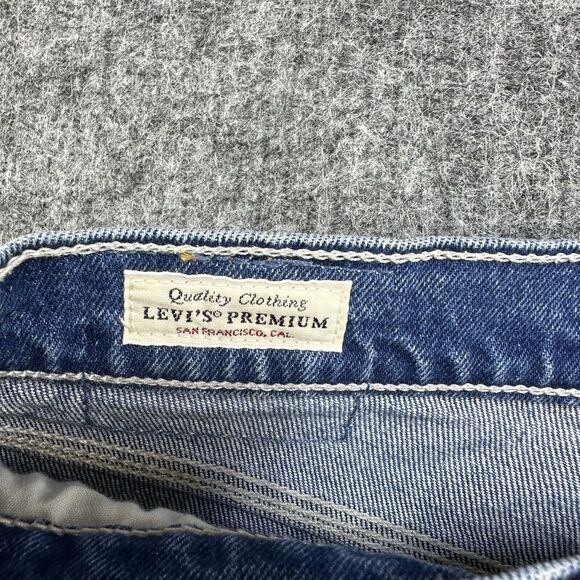 Quality Clothing
LEVI'S® PREMIUM
SAN FRANCISCO, CAL.